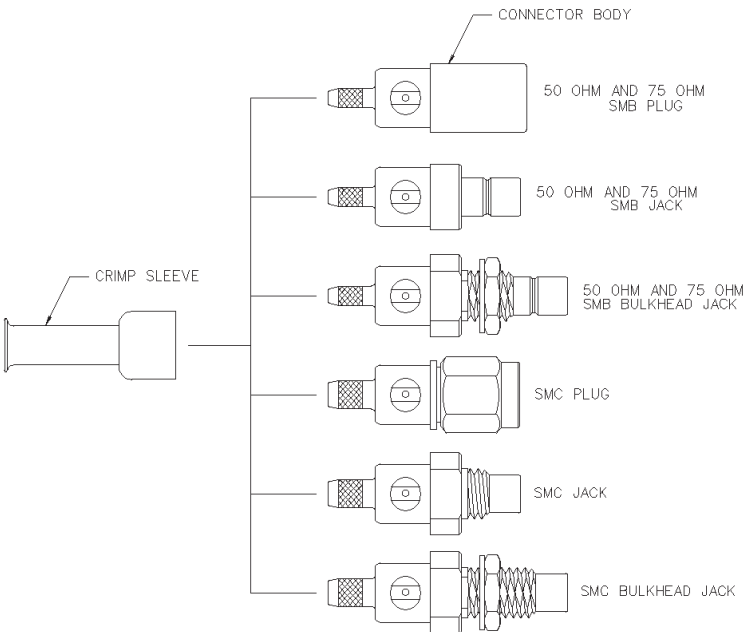 CONNECTOR BODY
50 OHM AND 75 OHM
SMB PLUG
50 OHM AND 75 OHM
SMB JACK
CRIMP SLEEVE
50 OHM AND 75 OHM
SMB BULKHEAD JACK
SMC PLUG
SMC JACK
SMC BULKHEAD JACK